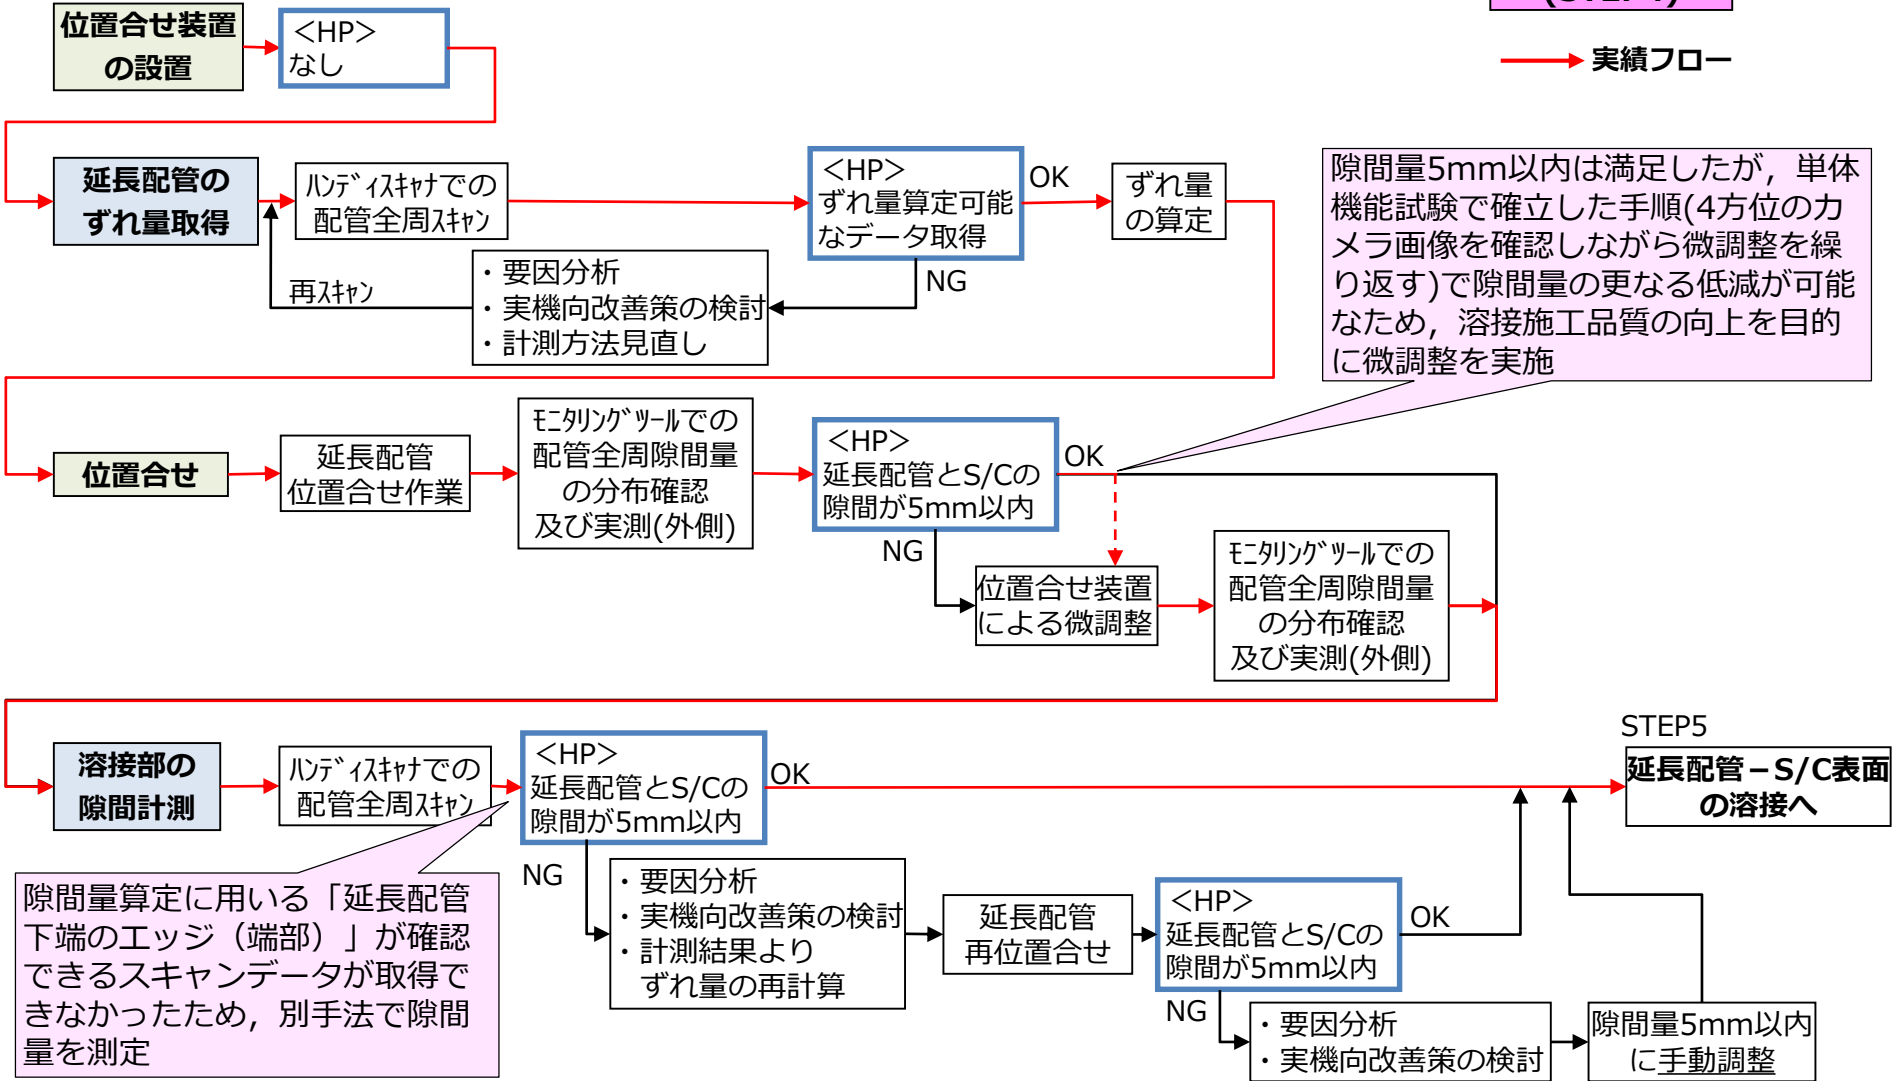 位置合せ装置
の設置
<HP>
なし
(STEP4)
実績フロー
延長配管の
ずれ量取得
ﾊﾝﾃﾞｨｽｷｬﾅでの
配管全周ｽｷｬﾝ
<HP>
ずれ量算定可能
なデータ取得
OK
NG
ずれ量
の算定
・要因分析
・実機向改善策の検討
・計測方法見直し
再ｽｷｬﾝ
隙間量5mm以内は満足したが，単体
機能試験で確立した手順(4方位のカ
メラ画像を確認しながら微調整を繰
り返す)で隙間量の更なる低減が可能
なため，溶接施工品質の向上を目的
に微調整を実施
位置合せ
延長配管
位置合せ作業
ﾓﾆﾀﾘﾝｸﾞﾂｰﾙでの
配管全周隙間量
の分布確認
及び実測(外側)
<HP>
延長配管とS/Cの
隙間が5mm以内
OK
NG
位置合せ装置
による微調整
ﾓﾆﾀﾘﾝｸﾞﾂｰﾙでの
配管全周隙間量
の分布確認
及び実測(外側)
溶接部の
隙間計測
ﾊﾝﾃﾞｨｽｷｬﾅでの
配管全周ｽｷｬﾝ
<HP>
延長配管とS/Cの
隙間が5mm以内
OK
NG
STEP5
延長配管－S/C表面
の溶接へ
隙間量算定に用いる「延長配管
下端のエッジ（端部）」が確認
できるスキャンデータが取得で
きなかったため，別手法で隙間
量を測定
・要因分析
・実機向改善策の検討
・計測結果より
ずれ量の再計算
延長配管
再位置合せ
<HP>
延長配管とS/Cの
隙間が5mm以内
OK
NG
・要因分析
・実機向改善策の検討
隙間量5mm以内
に手動調整